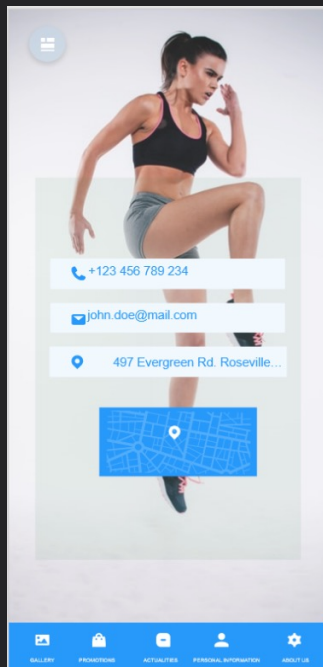 +123 456 789 234
john.doe@mail.com
497 Evergreen Rd. Roseville...
GALLERY
PROMOTIONS
ACTUALITIES
PERSONAL INFORMATION
ABOUT US